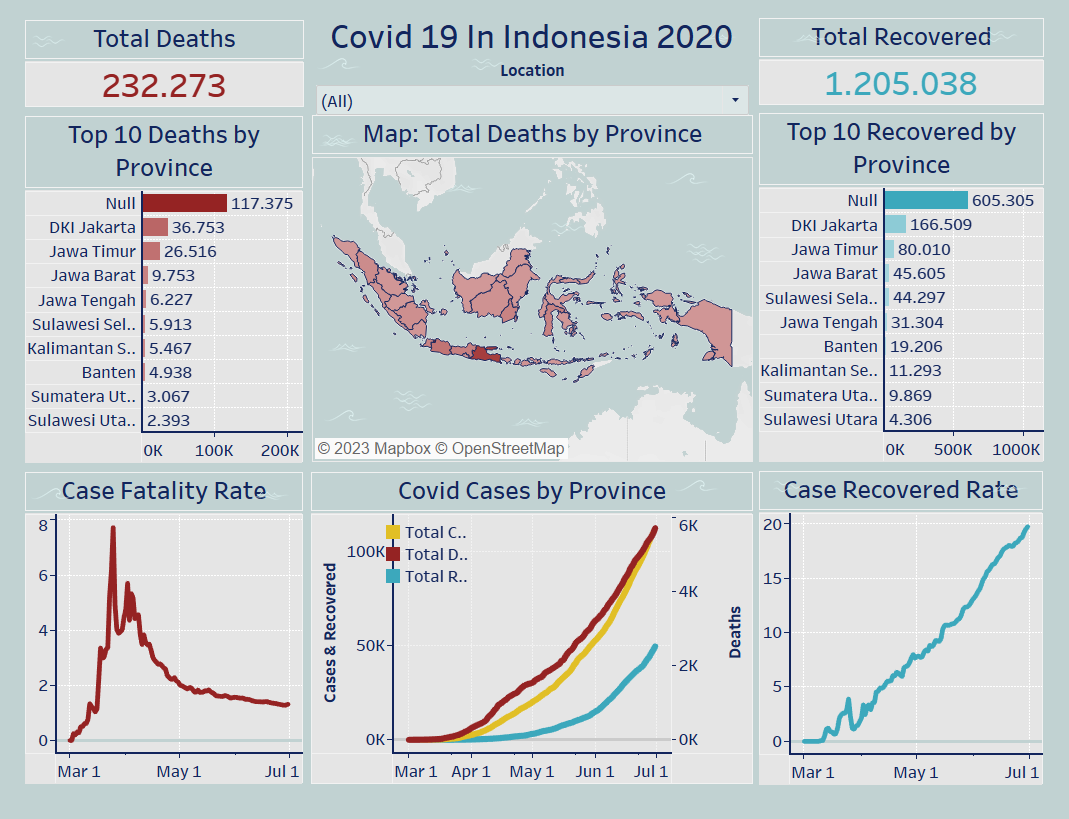 Total Deaths
232.273
Covid 19 In Indonesia 2020
Location
(All)
Total Recovered
1.205.038
Top 10 Deaths by
Province
Null 117.375
DKI Jakarta 36.753
Jawa Timur 26.516
Jawa Barat 9.753
Jawa Tengah 6.227
Sulawesi Sel.. 5.913
Kalimantan S.. 5.467
Banten 4.938
Sumatera Ut.. 3.067
Sulawesi Uta.. 2.393
0K 100K 200K
Map: Total Deaths by Province
© 2023 Mapbox © OpenStreetMap
Top 10 Recovered by
Province
Null 605.305
DKI Jakarta 166.509
Jawa Timur 80.010
Jawa Barat 45.605
Sulawesi Sela.. 44.297
Jawa Tengah 31.304
Banten 19.206
Kalimantan Se.. 11.293
Sumatera Uta.. 9.869
Sulawesi Utara 4.306
0K 500K 1000K
Case Fatality Rate
8
6
4
2
0
Mar 1 May 1 Jul 1
Covid Cases by Province
Total C..
Total D..
Total R..
Cases & Recovered
100K
50K
0K
6K
4K
2K
0K
Deaths
Mar 1 Apr 1 May 1 Jun 1 Jul 1
Case Recovered Rate
20
15
10
5
0
Mar 1 May 1 Jul 1